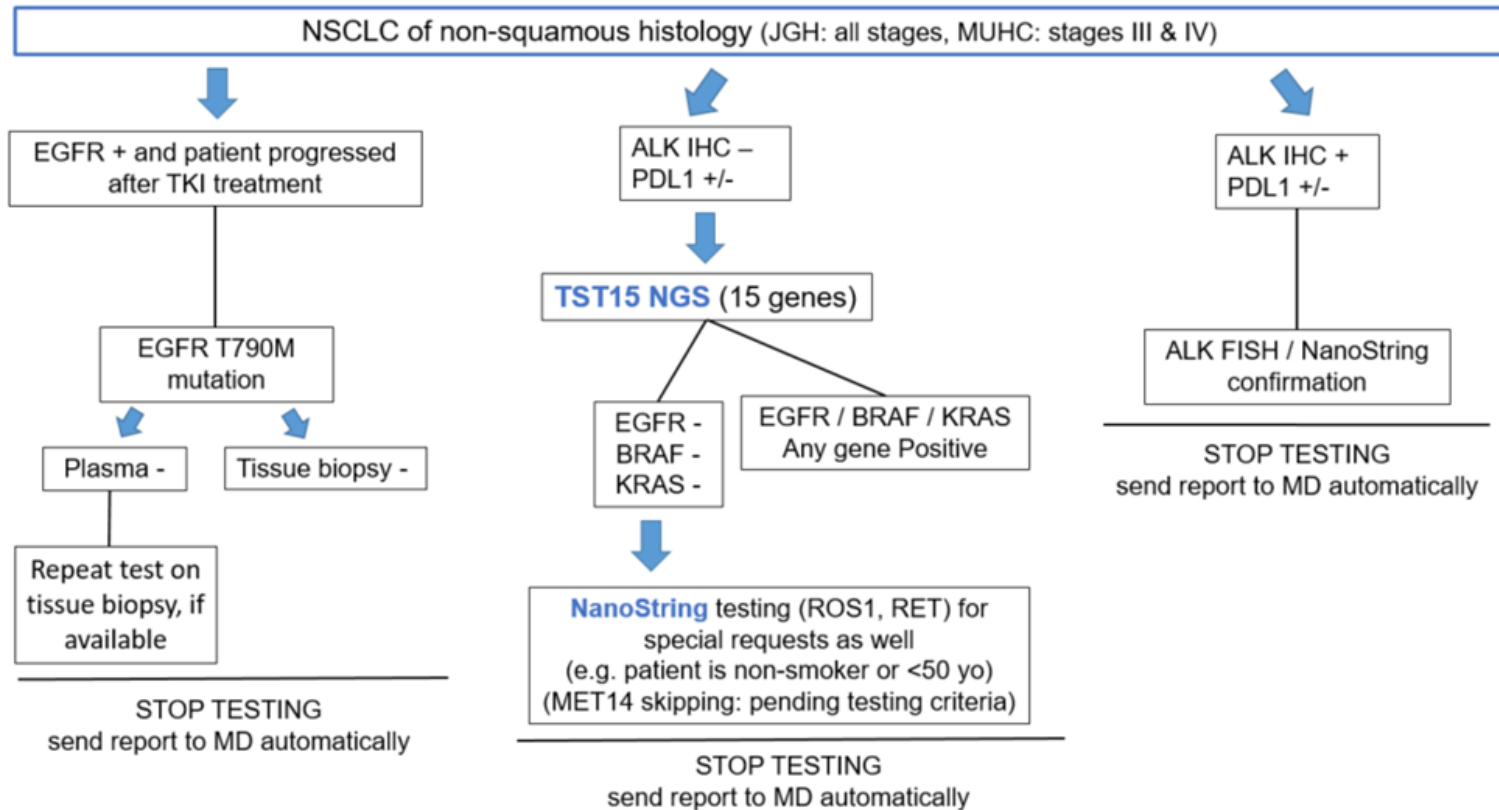 NSCLC of non-squamous histology (JGH: all stages, MUHC: stages III & IV)
EGFR + and patient progressed
after TKI treatment
EGFR T790M
mutation
Plasma -
Tissue biopsy -
Repeat test on
tissue biopsy, if
available
STOP TESTING
send report to MD automatically
ALK IHC –
PDL1 +/-
TST15 NGS (15 genes)
EGFR -
BRAF -
KRAS -
EGFR / BRAF / KRAS
Any gene Positive
NanoString testing (ROS1, RET) for
special requests as well
(e.g. patient is non-smoker or <50 yo)
(MET14 skipping: pending testing criteria)
STOP TESTING
send report to MD automatically
ALK IHC +
PDL1 +/-
ALK FISH / NanoString
confirmation
STOP TESTING
send report to MD automatically